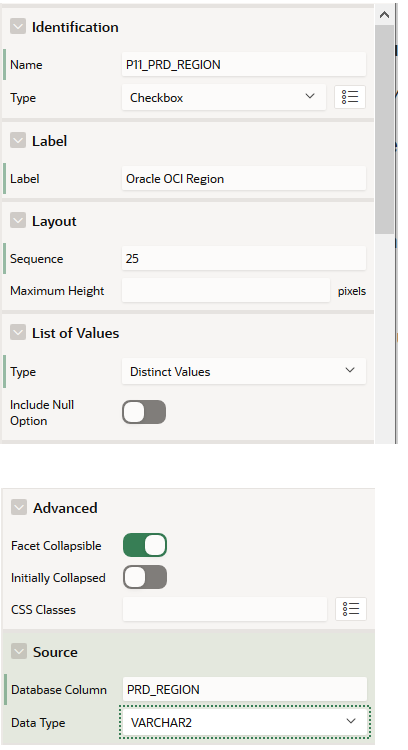 Identification
Name P11_PRD_REGION
Type Checkbox
Label
Label Oracle OCI Region
Layout
Sequence 25
Maximum Height pixels
List of Values
Type Distinct Values
Include Null
Option
Advanced
Facet Collapsible
Initially Collapsed
CSS Classes
Source
Database Column PRD_REGION
Data Type VARCHAR2